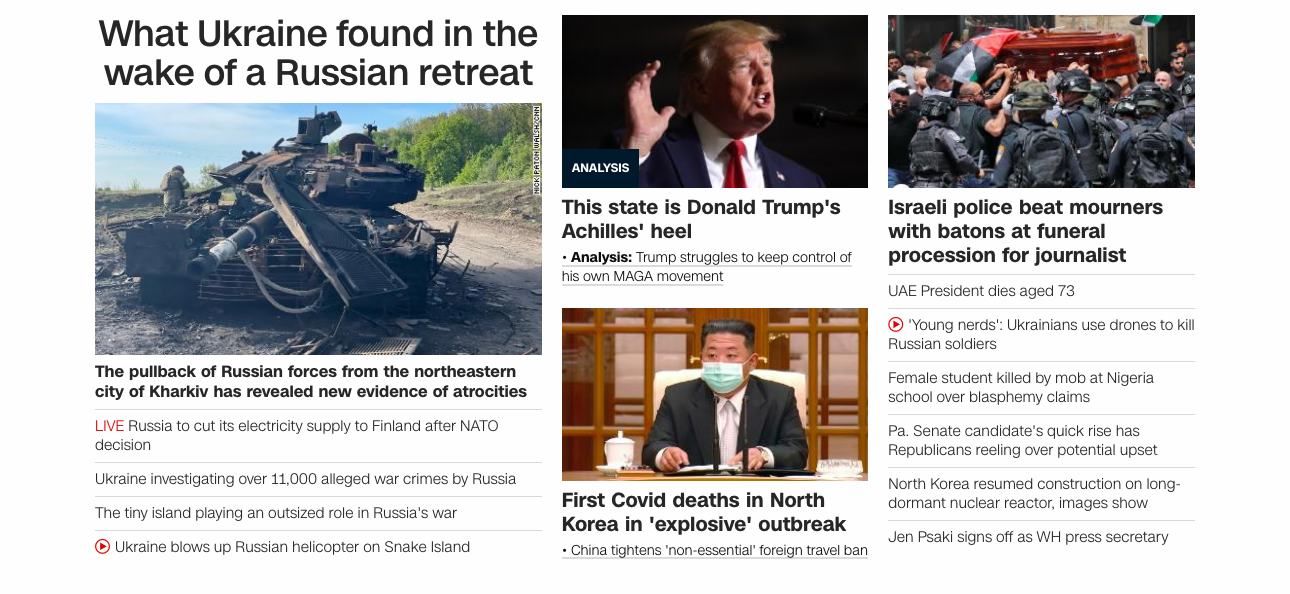 What Ukraine found in the
wake of a Russian retreat
NICK PATON WALSH/CNN
The pullback of Russian forces from the northeastern
city of Kharkiv has revealed new evidence of atrocities
LIVE Russia to cut its electricity supply to Finland after NATO
decision
Ukraine investigating over 11,000 alleged war crimes by Russia
The tiny island playing an outsized role in Russia's war
Ukraine blows up Russian helicopter on Snake Island
ANALYSIS
This state is Donald Trump's
Achilles' heel
• Analysis: Trump struggles to keep control of
his own MAGA movement
First Covid deaths in North
Korea in 'explosive' outbreak
• China tightens 'non-essential' foreign travel ban
Israeli police beat mourners
with batons at funeral
procession for journalist
UAE President dies aged 73
'Young nerds': Ukrainians use drones to kill
Russian soldiers
Female student killed by mob at Nigeria
school over blasphemy claims
Pa. Senate candidate's quick rise has
Republicans reeling over potential upset
North Korea resumed construction on long-
dormant nuclear reactor, images show
Jen Psaki signs off as WH press secretary